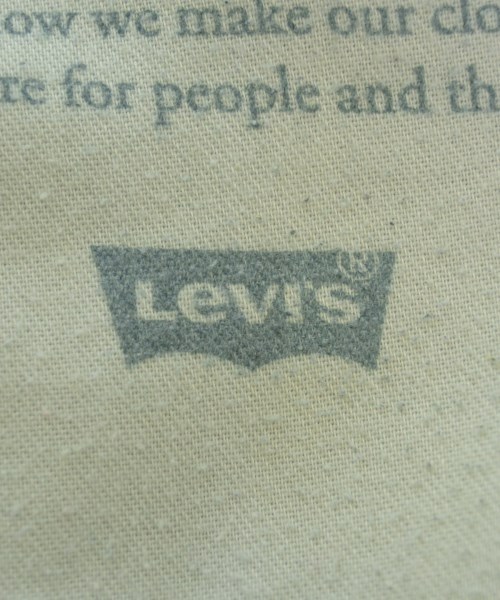 ow we make our clo
re for people and th
Levi's®